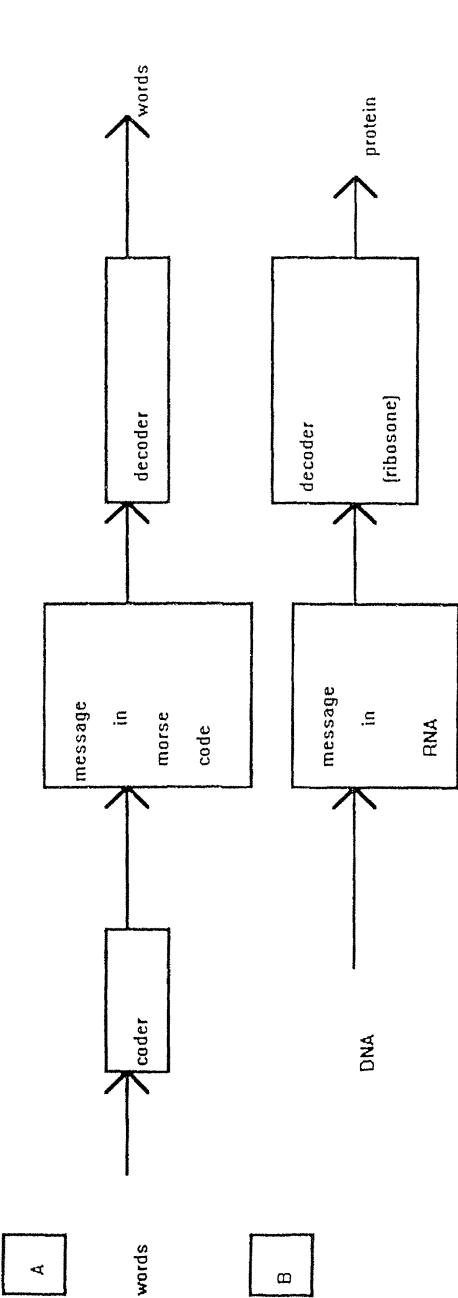 A
words
coder
message
in
morse
code
decoder
words
B
DNA
message
in
RNA
decoder
(ribosone)
protein